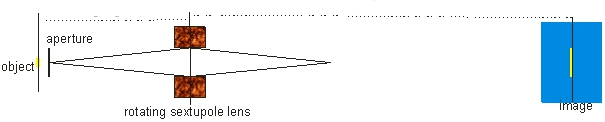 aperture
object
rotating sextupole lens
image